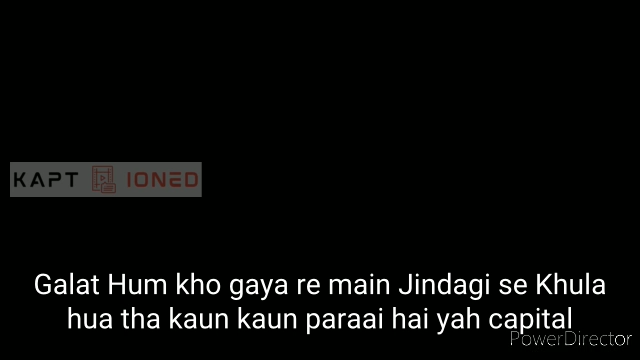 KAPT IONED
Galat Hum kho gaya re main Jindagi se Khula
hua tha kaun kaun paraai hai yah capital
PowerDirector